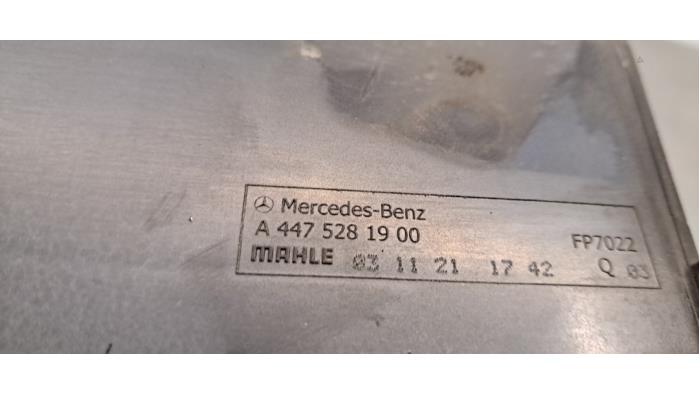 Mercedes-Benz
A 447 528 19 00 FP7022
MAHLE 03 11 21 17 42 Q 03